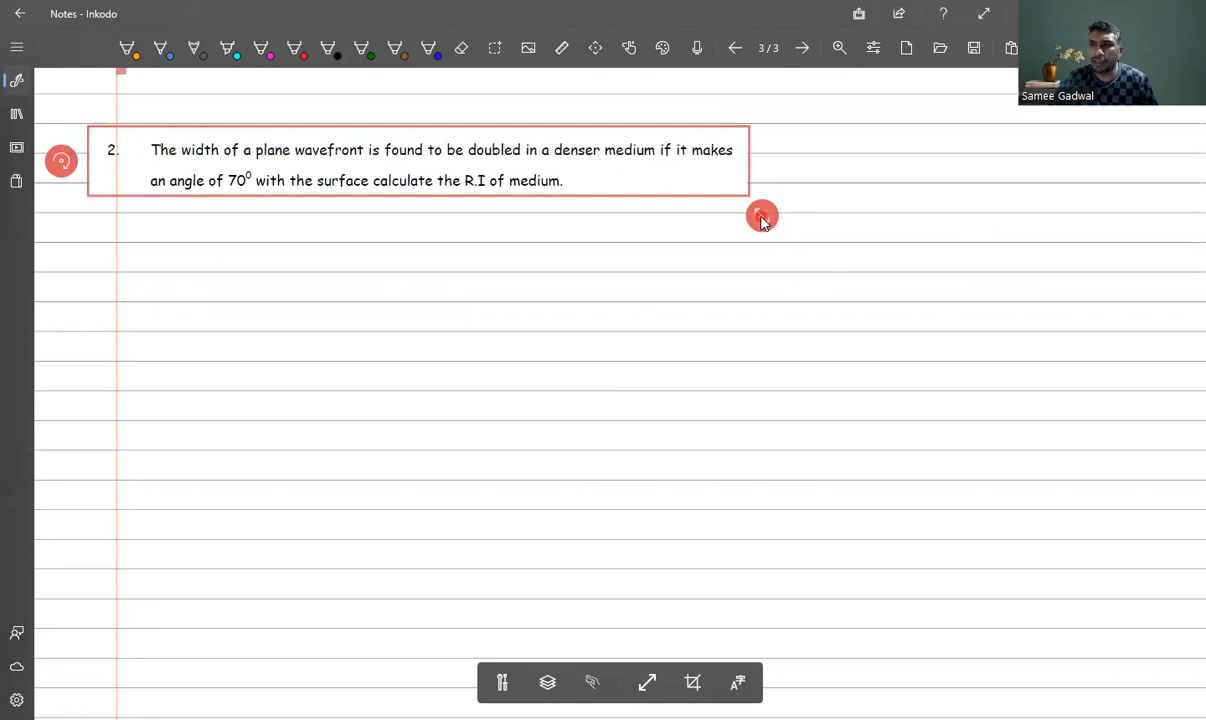 Notes - Inkodo
?
3 / 3
Samee Gadwal
2. The width of a plane wavefront is found to be doubled in a denser medium if it makes
an angle of 70⁰ with the surface calculate the R.I of medium.